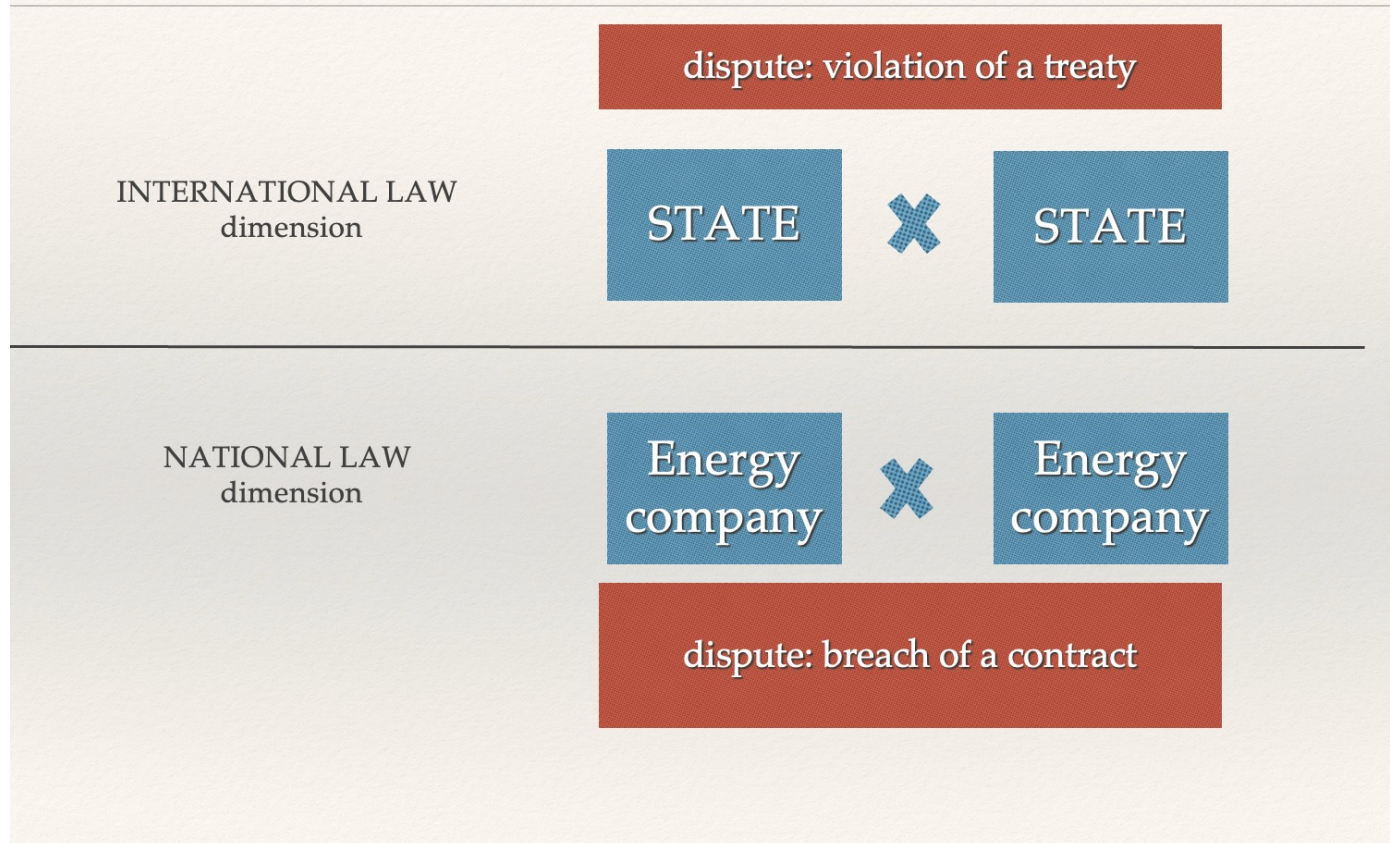 dispute: violation of a treaty
INTERNATIONAL LAW
dimension
STATE
STATE
NATIONAL LAW
dimension
Energy
company
Energy
company
dispute: breach of a contract